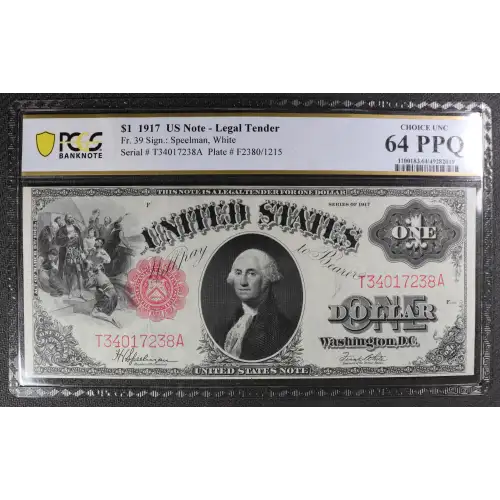 PCGS
BANKNOTE
$1 1917 US Note - Legal Tender
Fr. 39 Sign.: Speelman, White
Serial # T34017238A Plate # F2380/1215
CHOICE UNC
64 PPQ
THIS NOTE IS A LEGAL TENDER FOR ONE DOLLAR
F
SERIES OF 1917
UNITED STATES
ONE
Will pay to Bearer
T34017238A
T34017238A
ONE
DOLLAR
Washington, D.C.
UNITED STATES NOTE